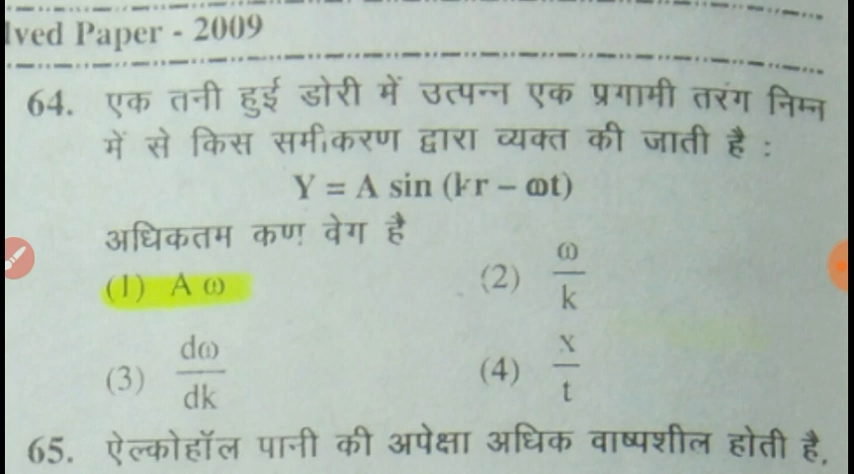 lved Paper - 2009
64. एक तनी हुई डोरी में उत्पन्न एक प्रगामी तरंग निम्न
में से किस समीकरण द्वारा व्यक्त की जाती है :
Y = A sin (kr – ωt)
अधिकतम कण वेग है
(1) A ω (2) ω/k
(3) dω/dk (4) x/t
65. ऐल्कोहॉल पानी की अपेक्षा अधिक वाष्पशील होती है,